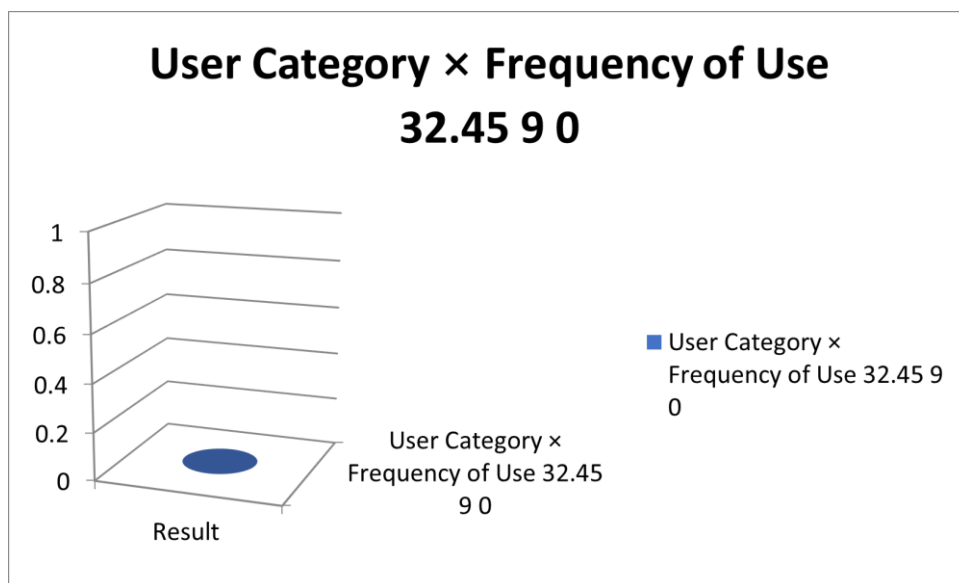 User Category × Frequency of Use
32.45 9 0
1
0.8
0.6
0.4
0.2
0
Result
User Category ×
Frequency of Use 32.45
9 0
User Category ×
Frequency of Use 32.45 9
0